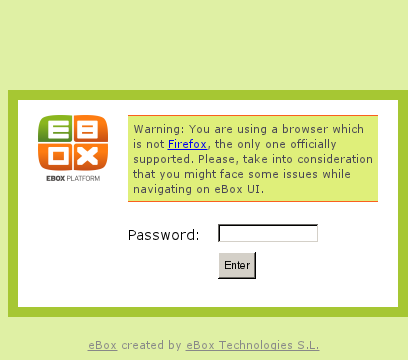 EBOX
EBOX PLATFORM
Warning: You are using a browser which
is not Firefox, the only one officially
supported. Please, take into consideration
that you might face some issues while
navigating on eBox UI.
Password:
Enter
eBox created by eBox Technologies S.L.